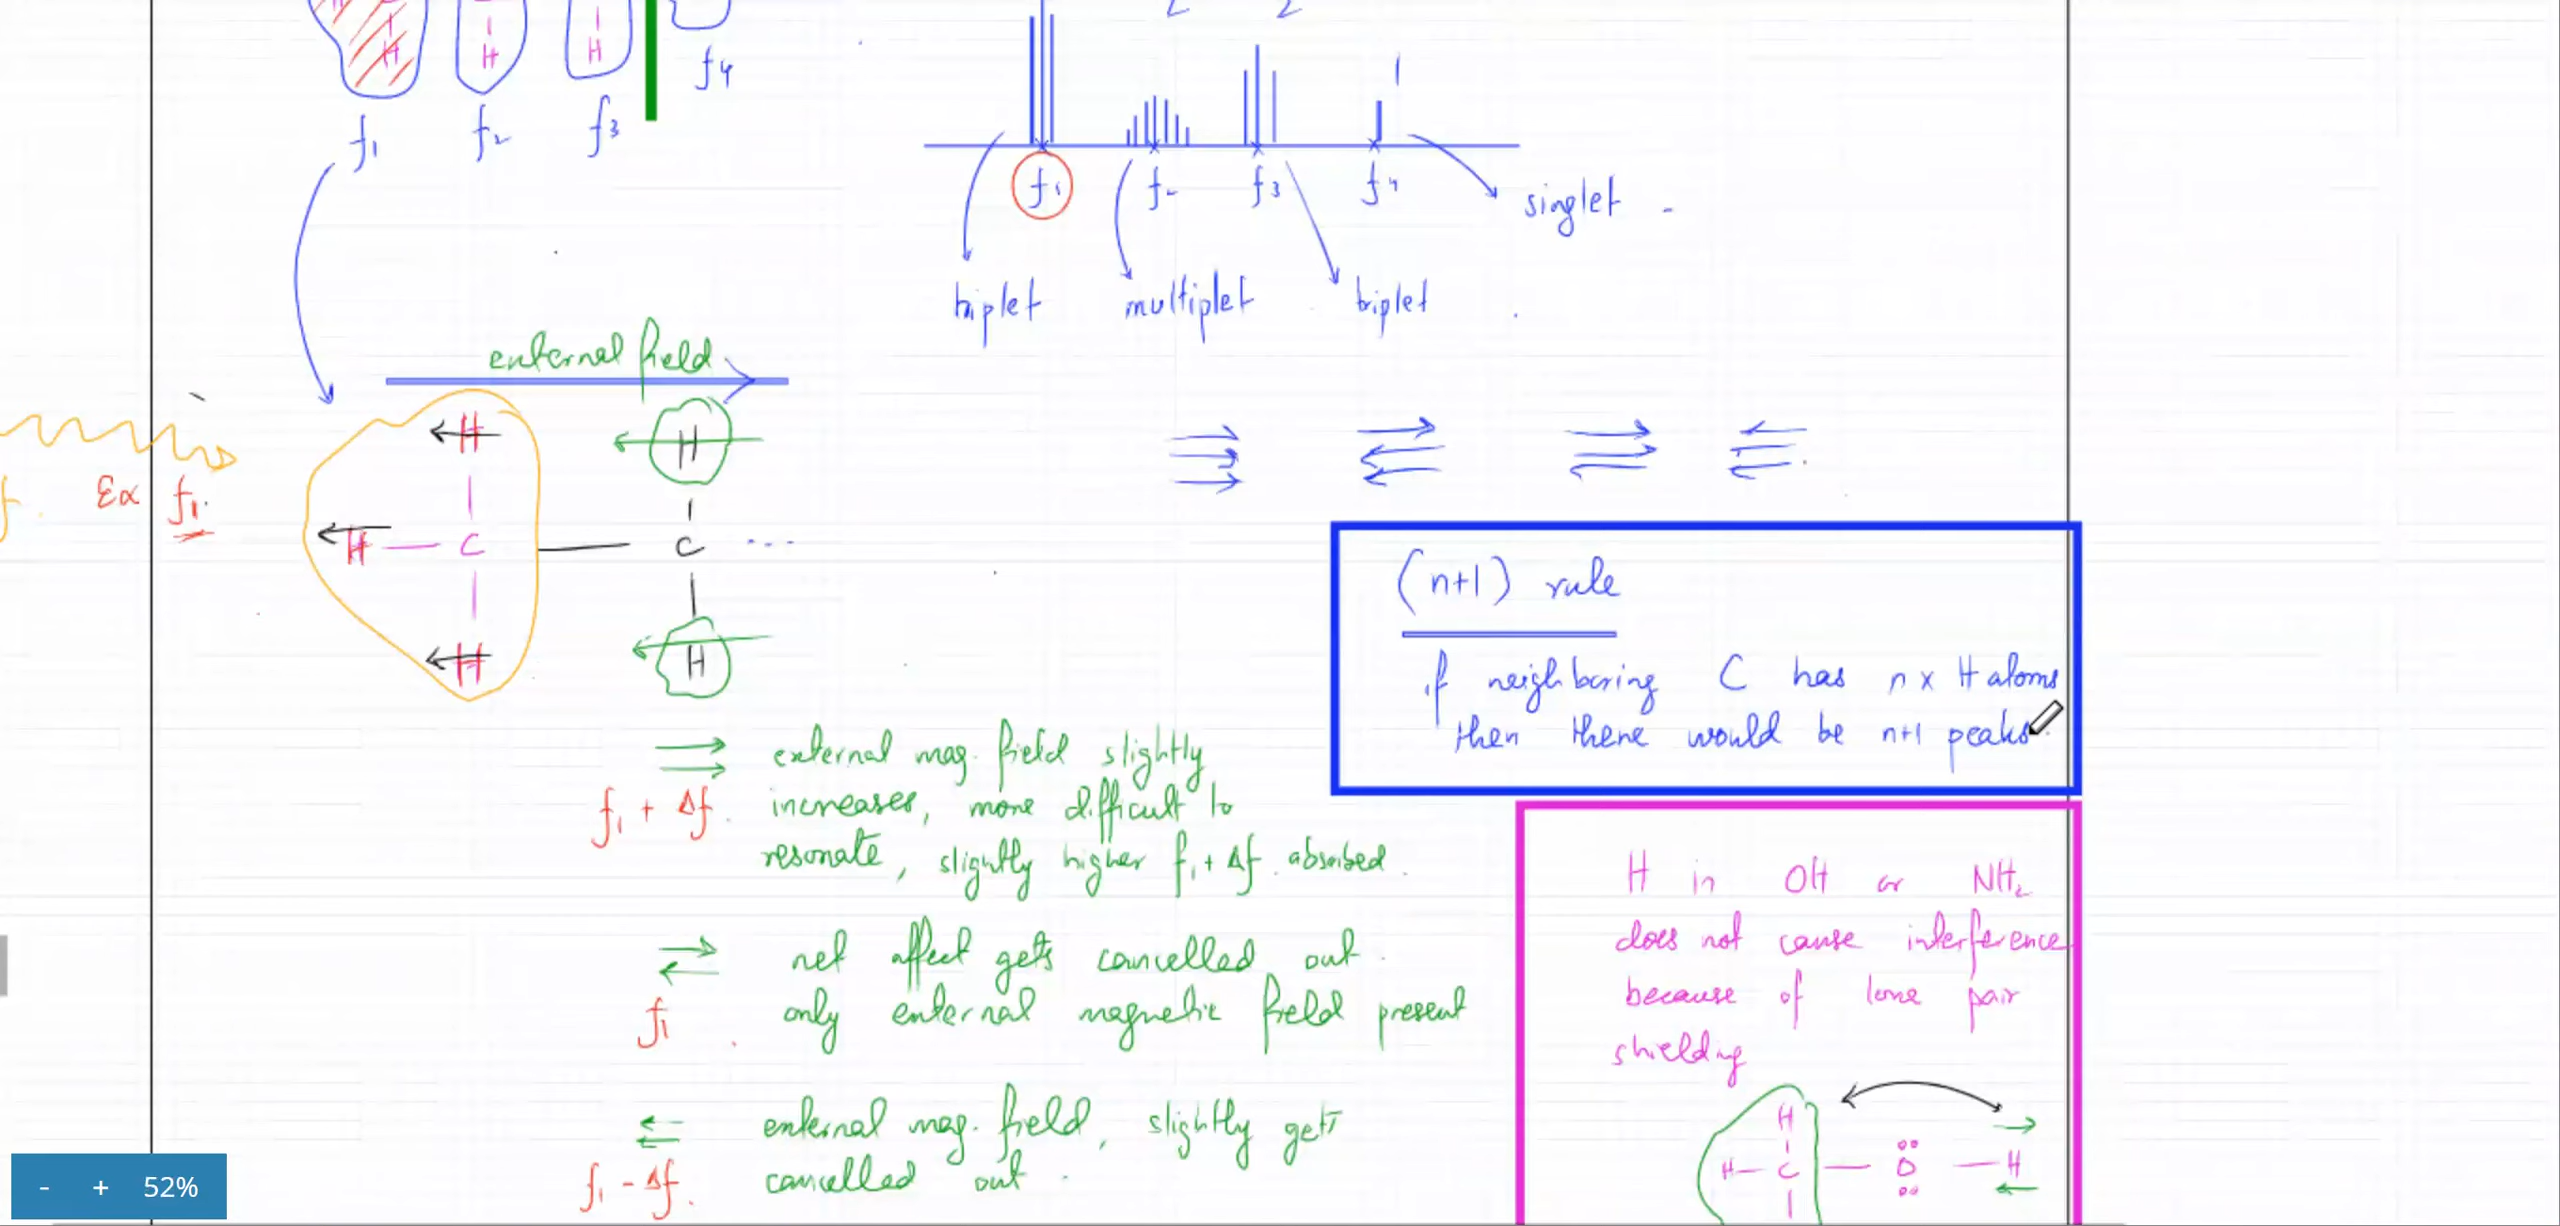 H
H
H
f4
f1
f2
f3
f1
f2
f3
f4
singlet
triplet
multiplet
triplet
external field
H
H
f.
Ex f1.
H
C
C
...
H
H
(n+1) rule
if neighboring C has n x H atoms
then there would be n+1 peaks
external mag. field slightly
f1 + Δf. increases, more difficult to
resonate, slightly higher f1 + Δf. absorbed.
net affect gets cancelled out.
f1 only external magnetic field present
external mag. field, slightly gets
f1 - Δf. cancelled out.
H in OH or NH2
does not cause interference
because of lone pair
shielding
H
H-C-O-H
- + 52%